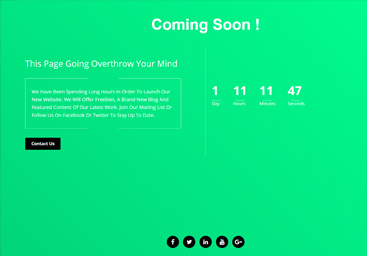 Coming Soon !
This Page Going Overthrow Your Mind
We Have Been Spending Long Hours In Order To Launch Our
New Website. We Will Offer Freebies, A Brand New Blog And
Featured Content Of Our Latest Work. Join Our Mailing List Or
Follow Us On Facebook Or Twitter To Stay Up To Date.
Contact Us
1 11 11 47
Day Hours Minutes Seconds
f in You Tube G+